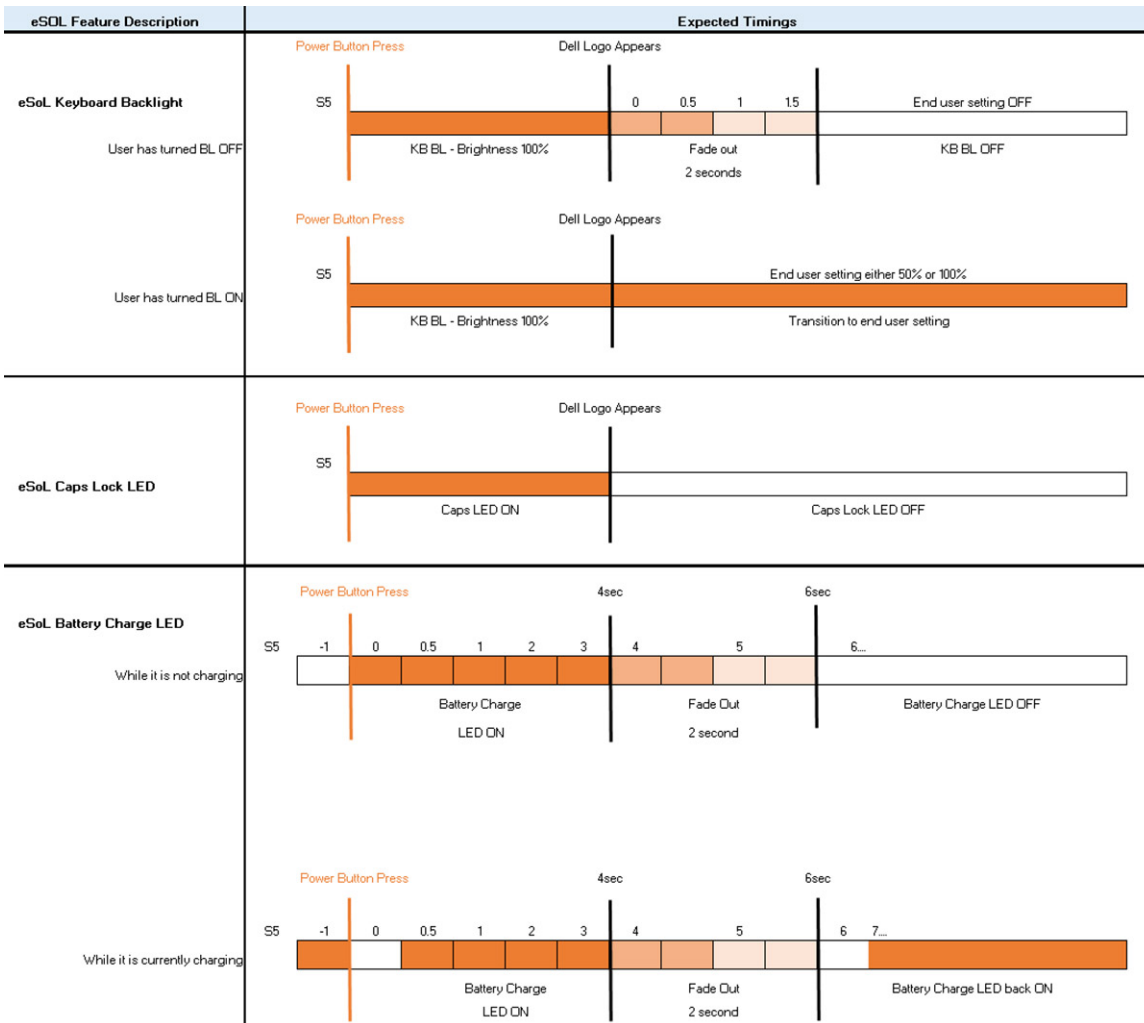 eSOL Feature Description Expected Timings
Power Button Press Dell Logo Appears
eSoL Keyboard Backlight S5 0 0.5 1 1.5 End user setting OFF
User has turned BL OFF KB BL - Brightness 100% Fade out KB BL OFF
2 seconds
Power Button Press Dell Logo Appears
S5 End user setting either 50% or 100%
User has turned BL ON
KB BL - Brightness 100% Transition to end user setting
Power Button Press Dell Logo Appears
S5
eSoL Caps Lock LED
Caps LED ON Caps Lock LED OFF
Power Button Press 4sec 6sec
eSoL Battery Charge LED
S5 -1 0 0.5 1 2 3 4 5 6...
While it is not charging
Battery Charge Fade Out Battery Charge LED OFF
LED ON 2 second
Power Button Press 4sec 6sec
S5 -1 0 0.5 1 2 3 4 5 6 7...
While it is currently charging
Battery Charge Fade Out Battery Charge LED back ON
LED ON 2 second